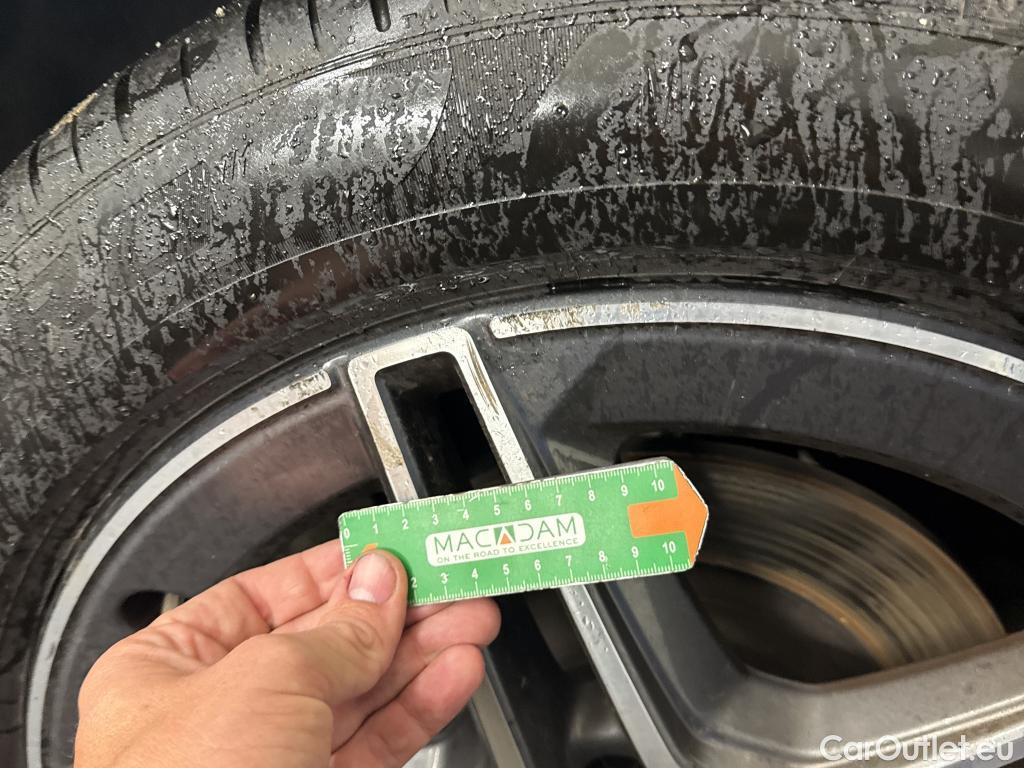 0 1 2 3 4 5 6 7 8 9 10
MACADAM
ON THE ROAD TO EXCELLENCE
2 3 4 5 6 7 8 9 10
CarOutlet.eu